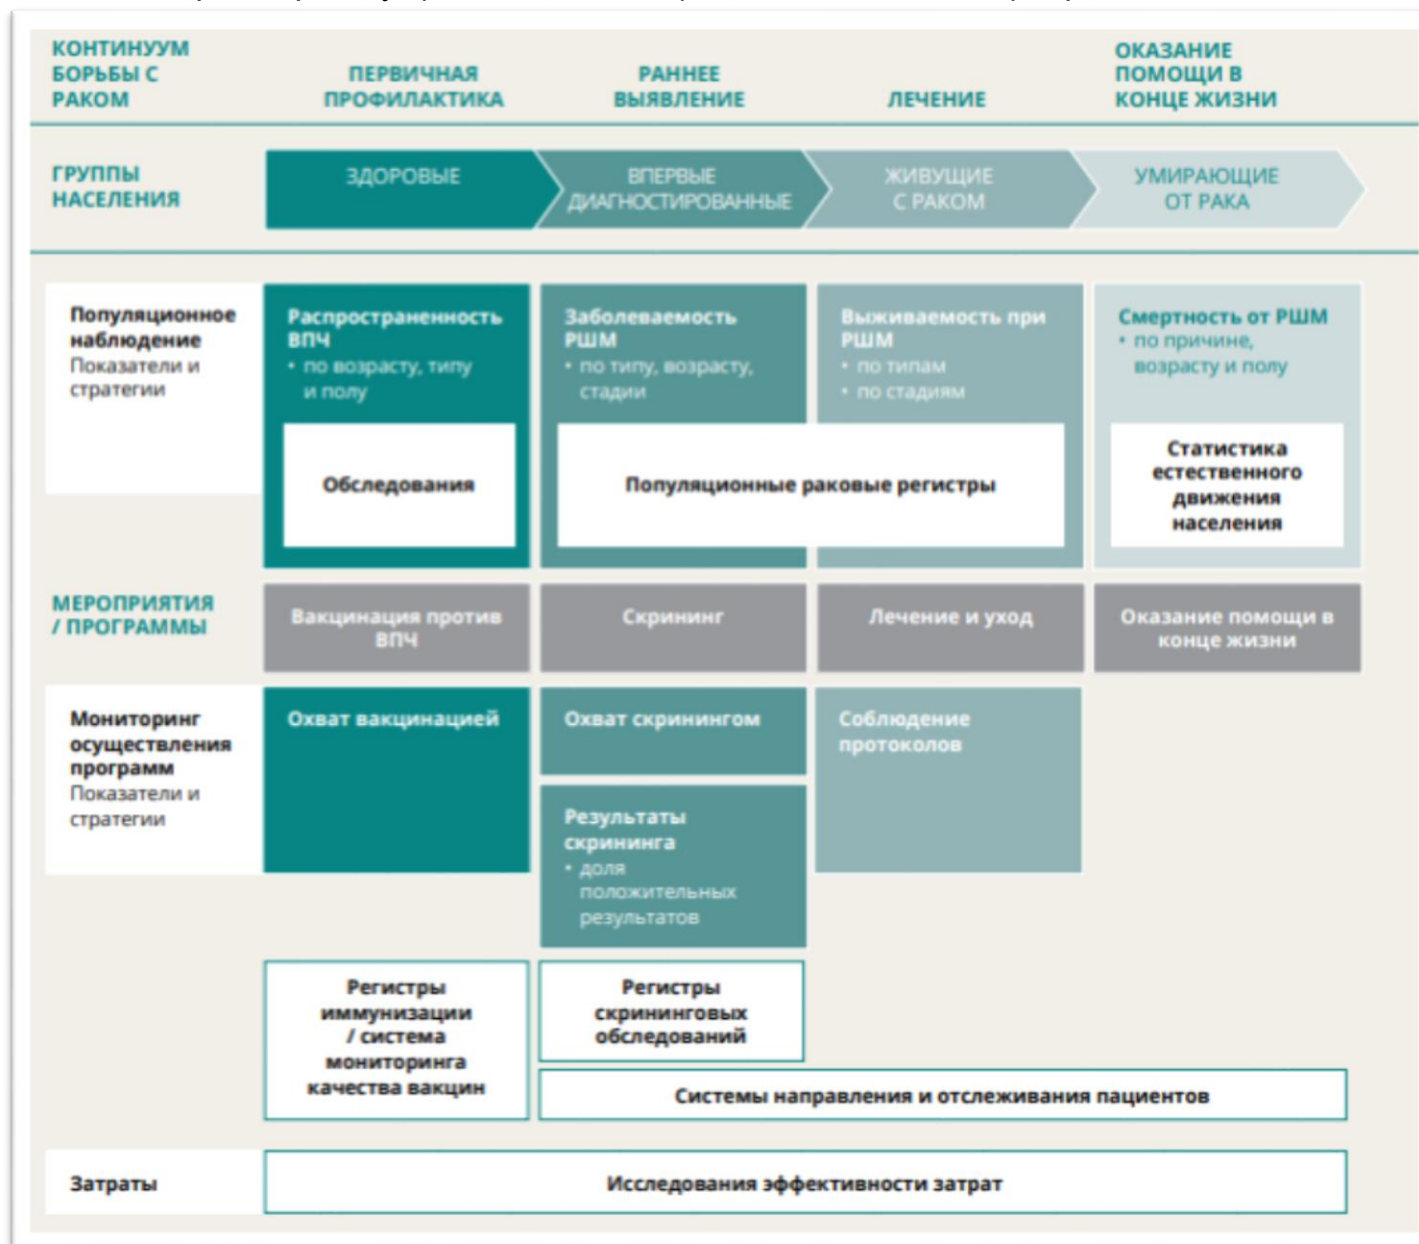 КОНТИНУУМ
БОРЬБЫ С
РАКОМ
ПЕРВИЧНАЯ
ПРОФИЛАКТИКА
РАННЕЕ
ВЫЯВЛЕНИЕ
ЛЕЧЕНИЕ
ОКАЗАНИЕ
ПОМОЩИ В
КОНЦЕ ЖИЗНИ
ГРУППЫ
НАСЕЛЕНИЯ
ЗДОРОВЫЕ
ВПЕРВЫЕ
ДИАГНОСТИРОВАННЫЕ
ЖИВУЩИЕ
С РАКОМ
УМИРАЮЩИЕ
ОТ РАКА
Популяционное
наблюдение
Показатели и
стратегии
Распространенность
ВПЧ
• по возрасту, типу
и полу
Обследования
Заболеваемость
РШМ
• по типу, возрасту,
стадии
Выживаемость при
РШМ
• по типам
• по стадиям
Популяционные раковые регистры
Смертность от РШМ
• по причине,
возрасту и полу
Статистика
естественного
движения
населения
МЕРОПРИЯТИЯ
/ ПРОГРАММЫ
Вакцинация против
ВПЧ
Скрининг
Лечение и уход
Оказание помощи в
конце жизни
Мониторинг
осуществления
программ
Показатели и
стратегии
Охват вакцинацией
Охват скринингом
Соблюдение
протоколов
Результаты
скрининга
• доля
положительных
результатов
Регистры
иммунизации
/ система
мониторинга
качества вакцин
Регистры
скрининговых
обследований
Системы направления и отслеживания пациентов
Затраты
Исследования эффективности затрат